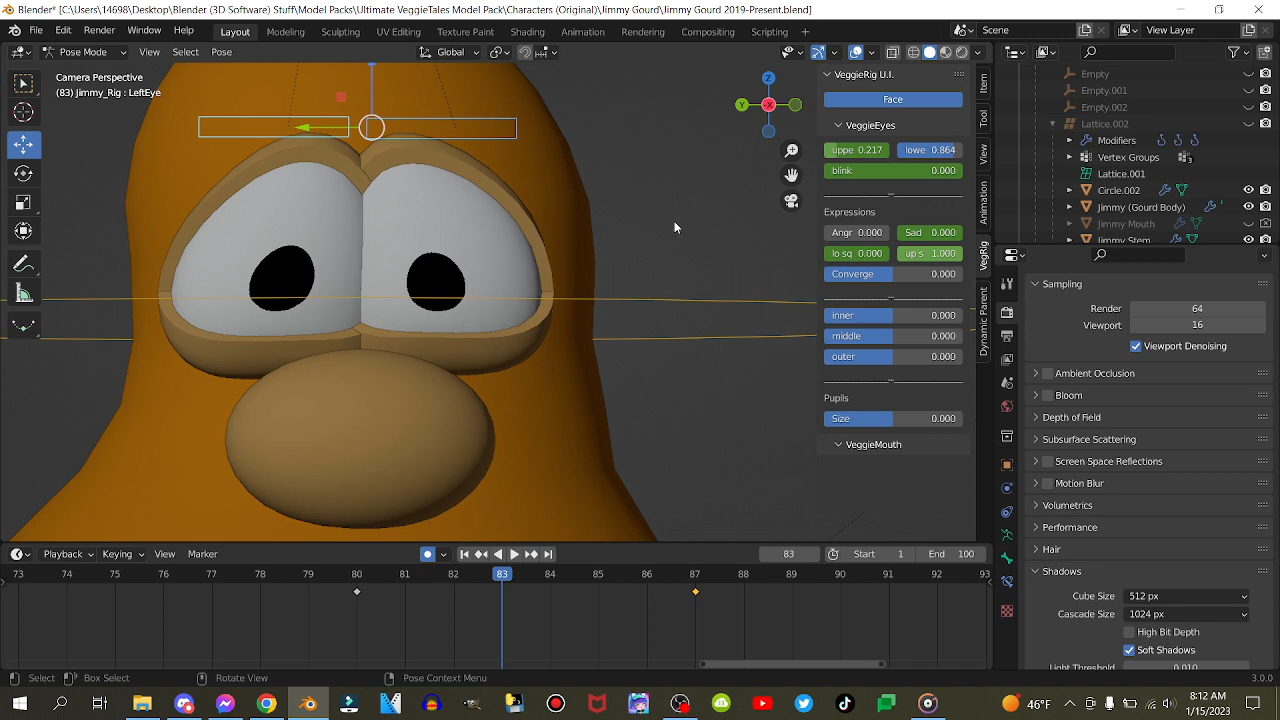 Blender* [C:\Users\14698\Desktop\Blender (3D Software) Stuff\Model Packs\Ultimate VeggieTales Model Pack\Characters (Original)\Jimmy Gourd\Jimmy Gourd 2019-Present.blend]
File Edit Render Window Help Layout Modeling Sculpting UV Editing Texture Paint Shading Animation Rendering Compositing Scripting + Scene View Layer
Pose Mode View Select Pose Global
Camera Perspective
(83) Jimmy_Rig : LeftEye
Z
Y
X
VeggieRig U.I.
Face
VeggieEyes
uppe 0.217 lowe 0.864
blink 0.000
Expressions
Angr 0.000 Sad 0.000
lo sq 0.000 up s 1.000
Converge 0.000
inner 0.000
middle 0.000
outer 0.000
Pupils
Size 0.000
VeggieMouth
Item
Tool
View
Animation
VegRig
Dynamic Parent
Empty
Empty.001
Empty.002
Lattice.002
Modifiers
Vertex Groups 3
Lattice.001
Circle.002
Jimmy (Gourd Body)
Jimmy Mouth
Jimmy Stem
Sampling
Render 64
Viewport 16
Viewport Denoising
Ambient Occlusion
Bloom
Depth of Field
Subsurface Scattering
Screen Space Reflections
Motion Blur
Volumetrics
Performance
Hair
Shadows
Cube Size 512 px
Cascade Size 1024 px
High Bit Depth
Soft Shadows
Light Threshold 0.010
Playback Keying View Marker 83 Start 1 End 100
73 74 75 76 77 78 79 80 81 82 83 84 85 86 87 88 89 90 91 92 93
Select Box Select Rotate View Pose Context Menu 3.0.0
46°F
8:12 AM
1/15/2023